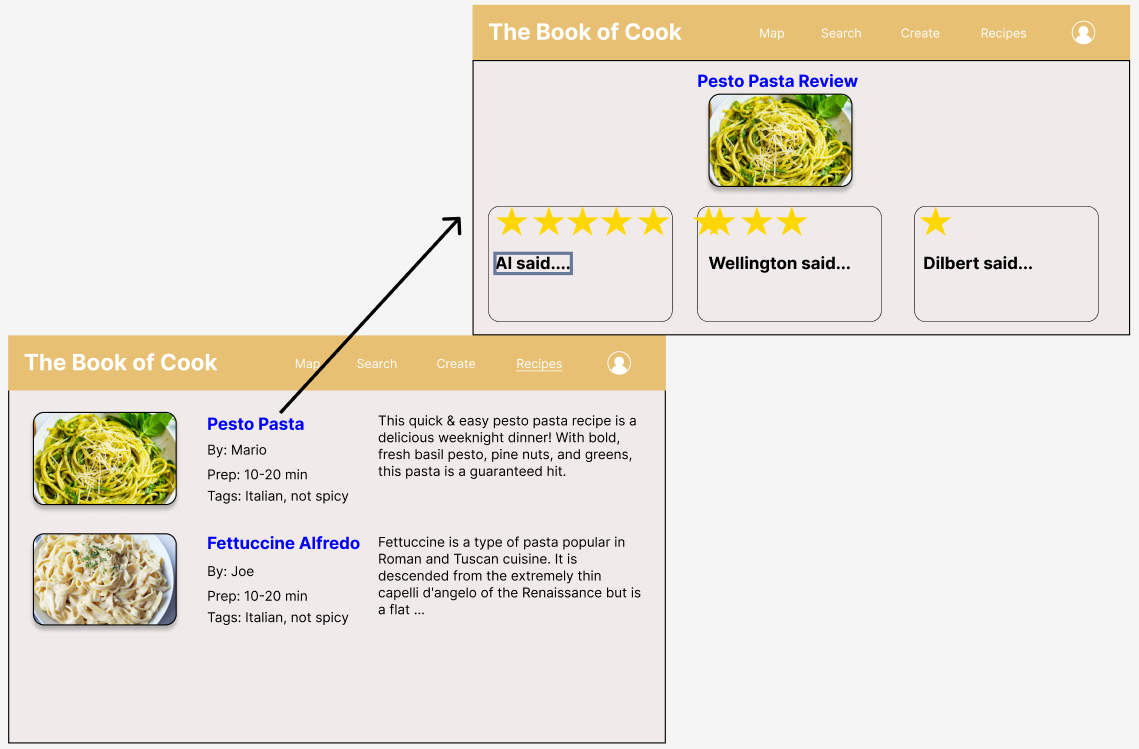 The Book of Cook
Map Search Create Recipes
Pesto Pasta Review
Al said....
Wellington said...
Dilbert said...
The Book of Cook
Map Search Create Recipes
Pesto Pasta
By: Mario
Prep: 10-20 min
Tags: Italian, not spicy
This quick & easy pesto pasta recipe is a
delicious weeknight dinner! With bold,
fresh basil pesto, pine nuts, and greens,
this pasta is a guaranteed hit.
Fettuccine Alfredo
By: Joe
Prep: 10-20 min
Tags: Italian, not spicy
Fettuccine is a type of pasta popular in
Roman and Tuscan cuisine. It is
descended from the extremely thin
capelli d'angelo of the Renaissance but is
a flat ...